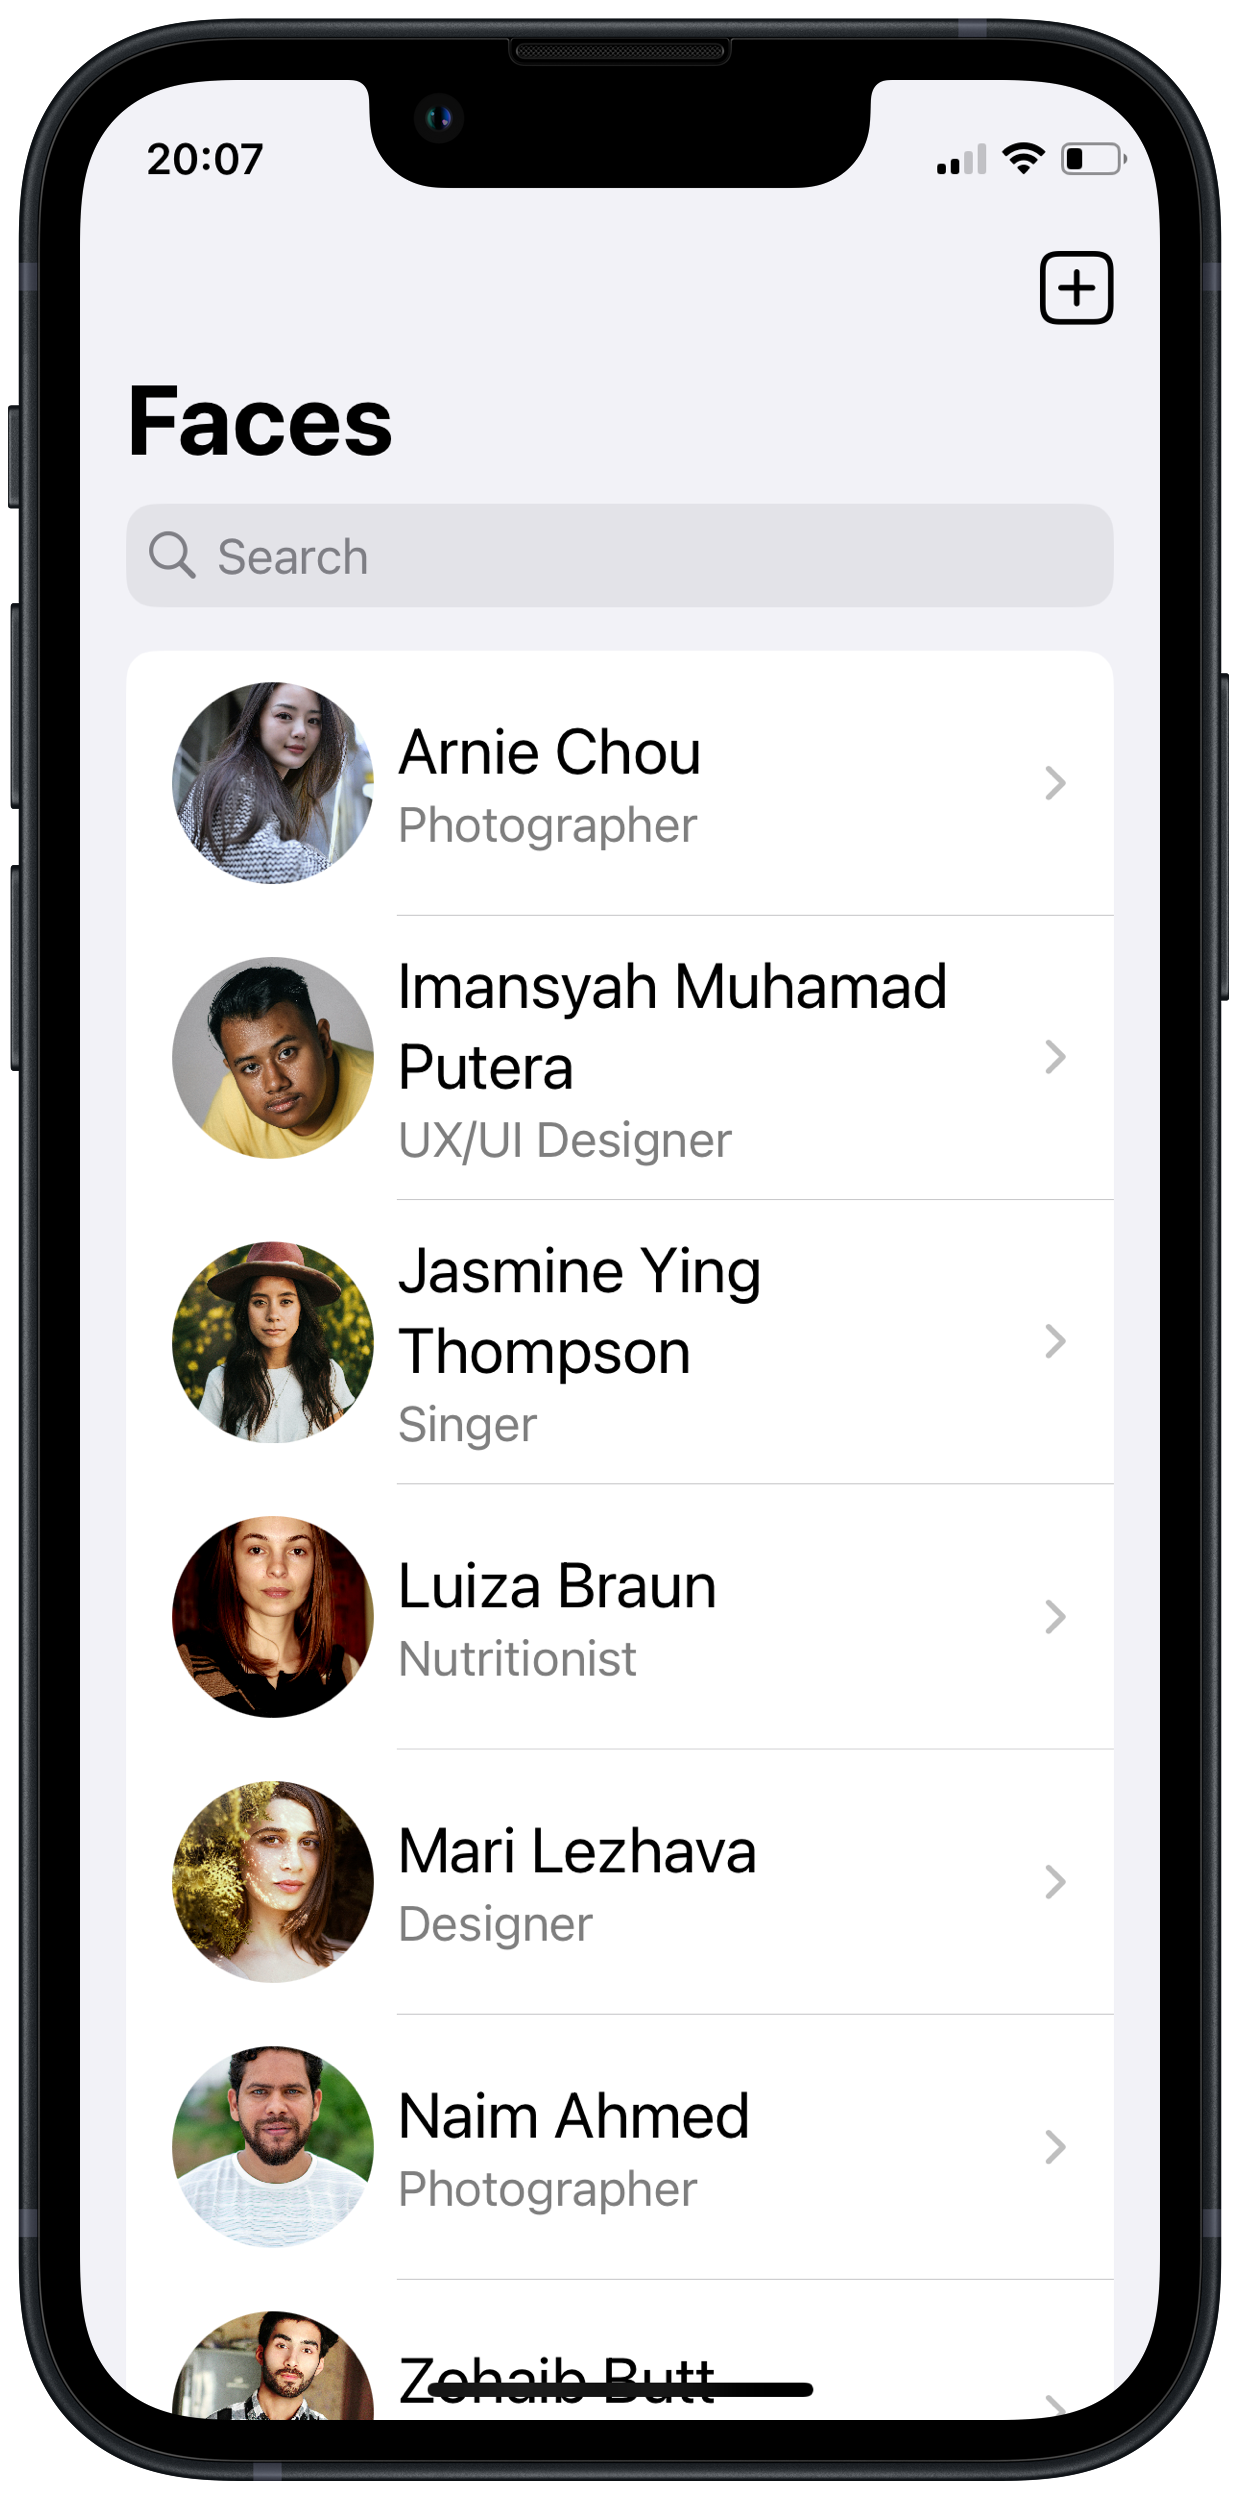 20:07
Faces
Search
Arnie Chou
Photographer
Imansyah Muhamad
Putera
UX/UI Designer
Jasmine Ying
Thompson
Singer
Luiza Braun
Nutritionist
Mari Lezhava
Designer
Naim Ahmed
Photographer
Zohaib Butt